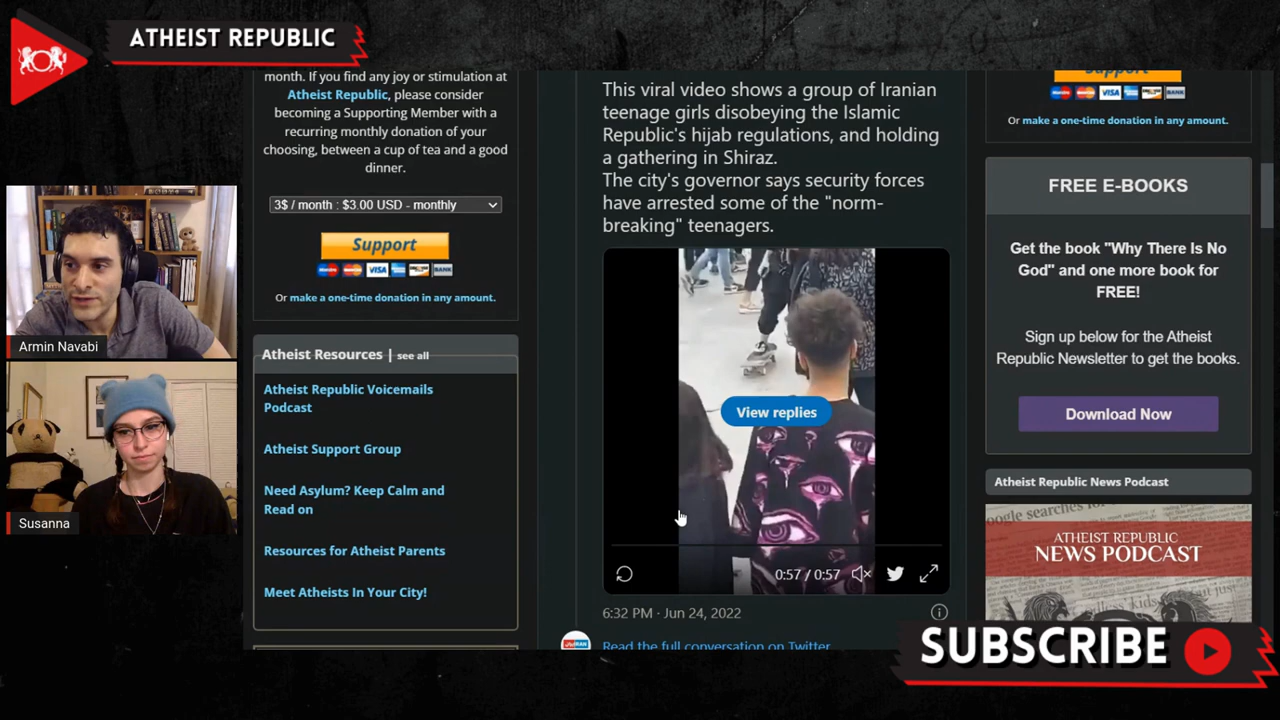 ATHEIST REPUBLIC
month. If you find any joy or stimulation at
Atheist Republic, please consider
becoming a Supporting Member with a
recurring monthly donation of your
choosing, between a cup of tea and a good
dinner.
3$ / month : $3.00 USD - monthly
Support
VISA
BANK
Or make a one-time donation in any amount.
Atheist Resources | see all
Atheist Republic Voicemails
Podcast
Atheist Support Group
Need Asylum? Keep Calm and
Read on
Resources for Atheist Parents
Meet Atheists In Your City!
Armin Navabi
Susanna
This viral video shows a group of Iranian
teenage girls disobeying the Islamic
Republic's hijab regulations, and holding
a gathering in Shiraz.
The city's governor says security forces
have arrested some of the "norm-
breaking" teenagers.
View replies
0:57 / 0:57
6:32 PM · Jun 24, 2022
Read the full conversation on Twitter
Support
VISA
BANK
Or make a one-time donation in any amount.
FREE E-BOOKS
Get the book "Why There Is No
God" and one more book for
FREE!
Sign up below for the Atheist
Republic Newsletter to get the books.
Download Now
Atheist Republic News Podcast
oogle searches for
ATHEIST REPUBLIC
NEWS PODCAST
SUBSCRIBE